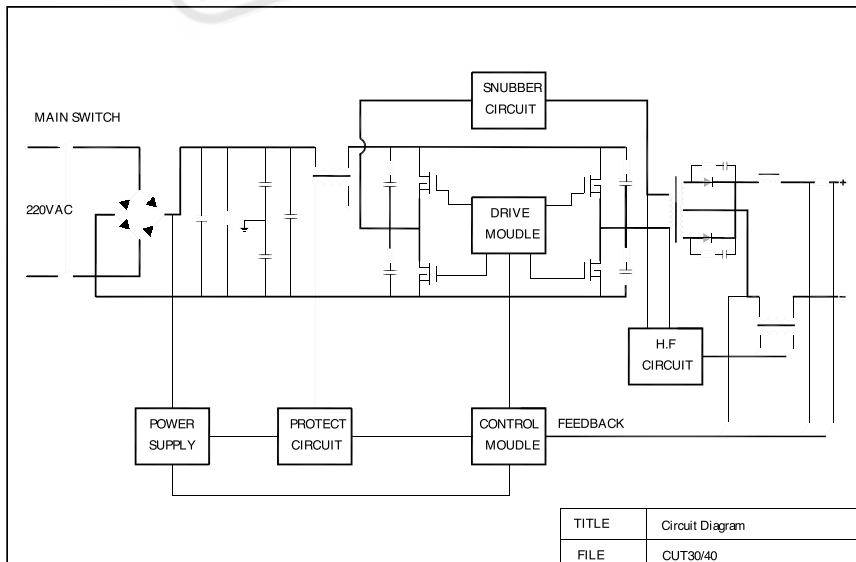 SNUBBER
CIRCUIT
MAIN SWITCH
+
220VAC
DRIVE
MOUDLE
−
H.F
CIRCUIT
POWER
SUPPLY
PROTECT
CIRCUIT
CONTROL
MOUDLE
FEEDBACK
TITLE Circuit Diagram
FILE CUT30/40